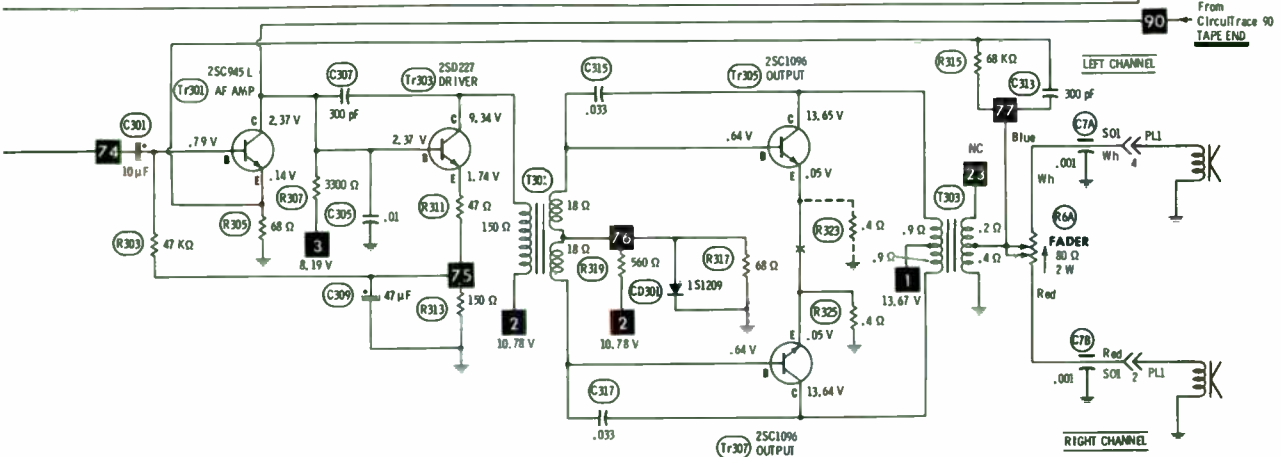 From
CircuiTrace 90
TAPE END
90
LEFT CHANNEL
2SC945 L
Tr301 AF AMP
C307
300 pF
Tr303 2SD227
DRIVER
C315
.033
Tr305 2SC1096
OUTPUT
R315 68 KΩ
C313
300 pF
77
C301
74
10 μF
.79 V
B
C
2.37 V
E
.14 V
R305
68 Ω
R307
3300 Ω
3
8.19 V
C305
.01
2.37 V
B
C
9.34 V
E
1.74 V
R311
47 Ω
R303
47 KΩ
75
C309
47 μF
R313
150 Ω
T301
150 Ω
18 Ω
18 Ω
2
10.78 V
76
R319
560 Ω
2
10.78 V
CD301
1S1209
R317
68 Ω
.64 V
B
C
13.65 V
E
.05 V
R323
.4 Ω
R325
.4 Ω
E
.05 V
.64 V
B
C
13.64 V
C317
.033
Tr307 2SC1096
OUTPUT
NC
23
T303
.9 Ω
.9 Ω
.2 Ω
.4 Ω
1
13.67 V
Blue
C7A
.001
SO1
Wh
4
PL1
Wh
R6A
FADER
80 Ω
2 W
Red
C7B
.001
Red
SO1
2
PL1
RIGHT CHANNEL